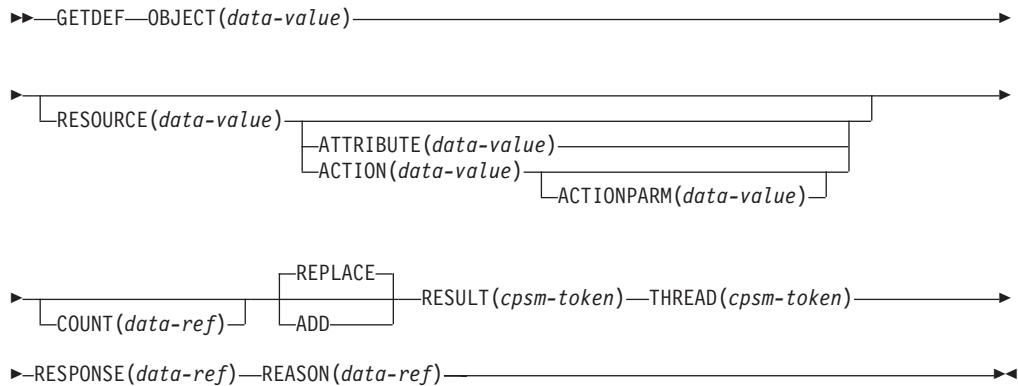 GETDEF OBJECT(data-value)
RESOURCE(data-value)
ATTRIBUTE(data-value)
ACTION(data-value)
ACTIONPARM(data-value)
REPLACE
RESULT(cpsm-token) THREAD(cpsm-token)
COUNT(data-ref) ADD
RESPONSE(data-ref) REASON(data-ref)